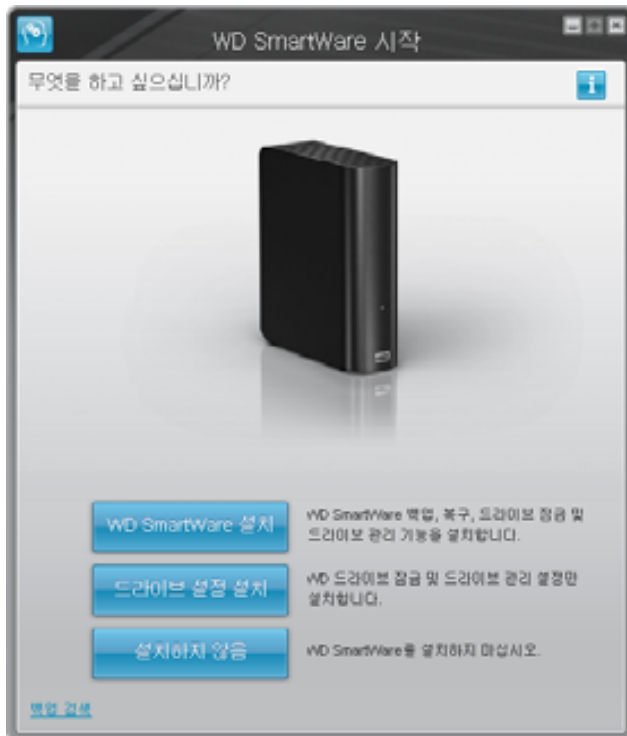 WD SmartWare 시작
무엇을 하고 싶으십니까?
WD SmartWare 설치
WD SmartWare 백업, 복구, 드라이브 잠금 및
드라이브 관리 기능을 설치합니다.
드라이브 설정 설치
WD 드라이브 잠금 및 드라이브 관리 설정만
설치합니다.
설치하지 않음
WD SmartWare를 설치하지 마십시오.
백업 검색